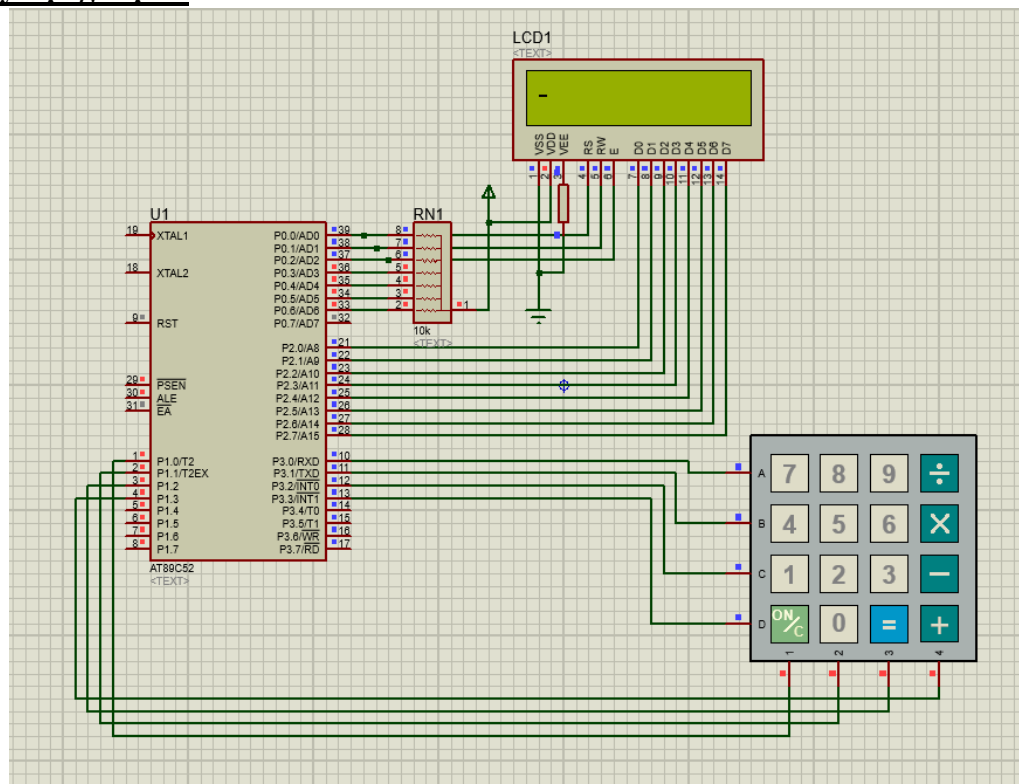 LCD1
<TEXT>
-
VSS VDD VEE RS RW E D0 D1 D2 D3 D4 D5 D6 D7
1 2 3 4 5 6 7 8 9 10 11 12 13 14
U1
19 XTAL1
18 XTAL2
9 RST
29 PSEN
30 ALE
31 EA
1 P1.0/T2
2 P1.1/T2EX
3 P1.2
4 P1.3
5 P1.4
6 P1.5
7 P1.6
8 P1.7
P0.0/AD0 39
P0.1/AD1 38
P0.2/AD2 37
P0.3/AD3 36
P0.4/AD4 35
P0.5/AD5 34
P0.6/AD6 33
P0.7/AD7 32
P2.0/A8 21
P2.1/A9 22
P2.2/A10 23
P2.3/A11 24
P2.4/A12 25
P2.5/A13 26
P2.6/A14 27
P2.7/A15 28
P3.0/RXD 10
P3.1/TXD 11
P3.2/INT0 12
P3.3/INT1 13
P3.4/T0 14
P3.5/T1 15
P3.6/WR 16
P3.7/RD 17
AT89C52
<TEXT>
RN1
8
7
6
5
4
3
2
1
10k
<TEXT>
A 7 8 9 ÷
B 4 5 6 X
C 1 2 3 −
D ON/C 0 = +
1 2 3 4